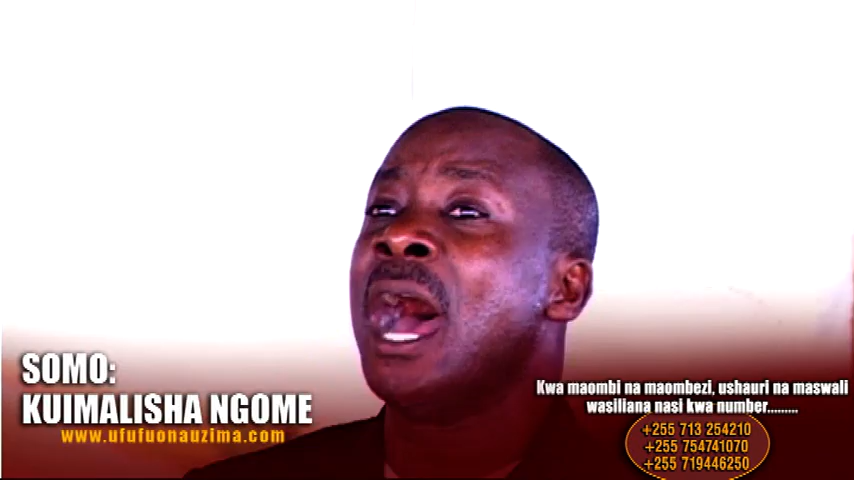 SOMO:
KUIMALISHA NGOME
www.ufufuonauzima.com
Kwa maombi na maombezi, ushauri na maswali
wasiliana nasi kwa number.........
+255 713 254210
+255 754741070
+255 719446250